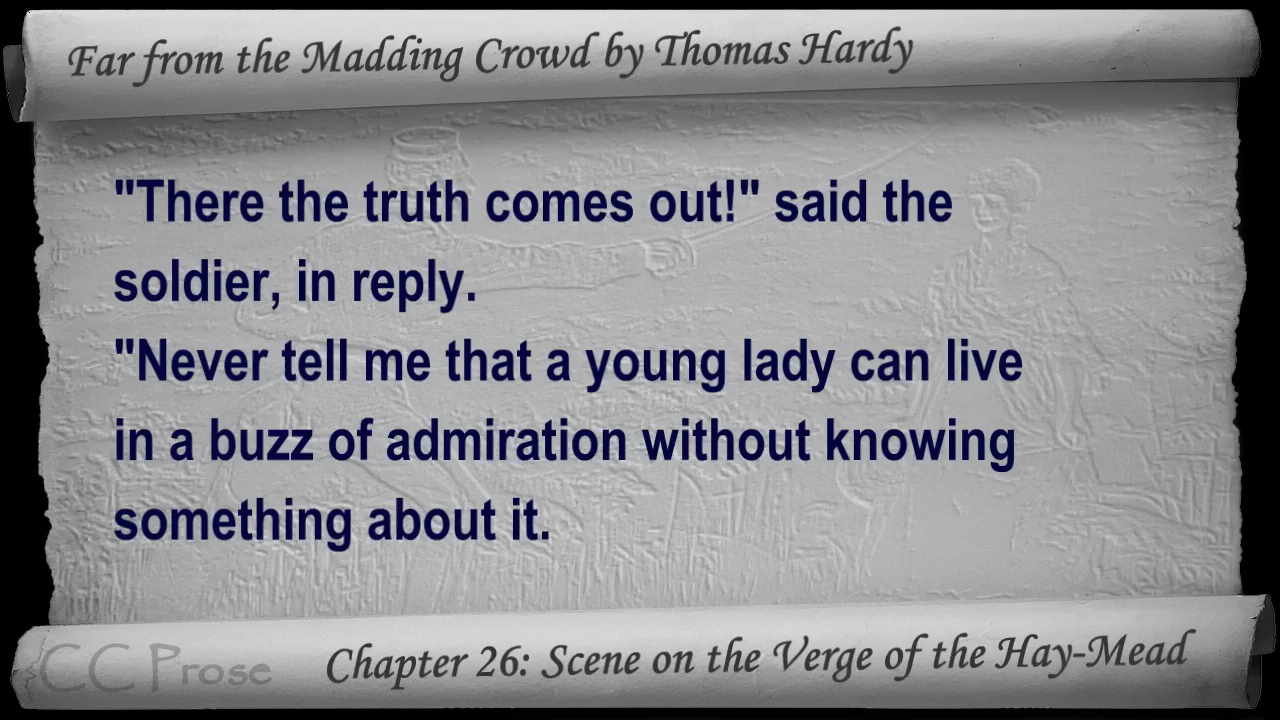 Far from the Madding Crowd by Thomas Hardy
"There the truth comes out!" said the
soldier, in reply.
"Never tell me that a young lady can live
in a buzz of admiration without knowing
something about it.
CC Prose
Chapter 26: Scene on the Verge of the Hay-Mead